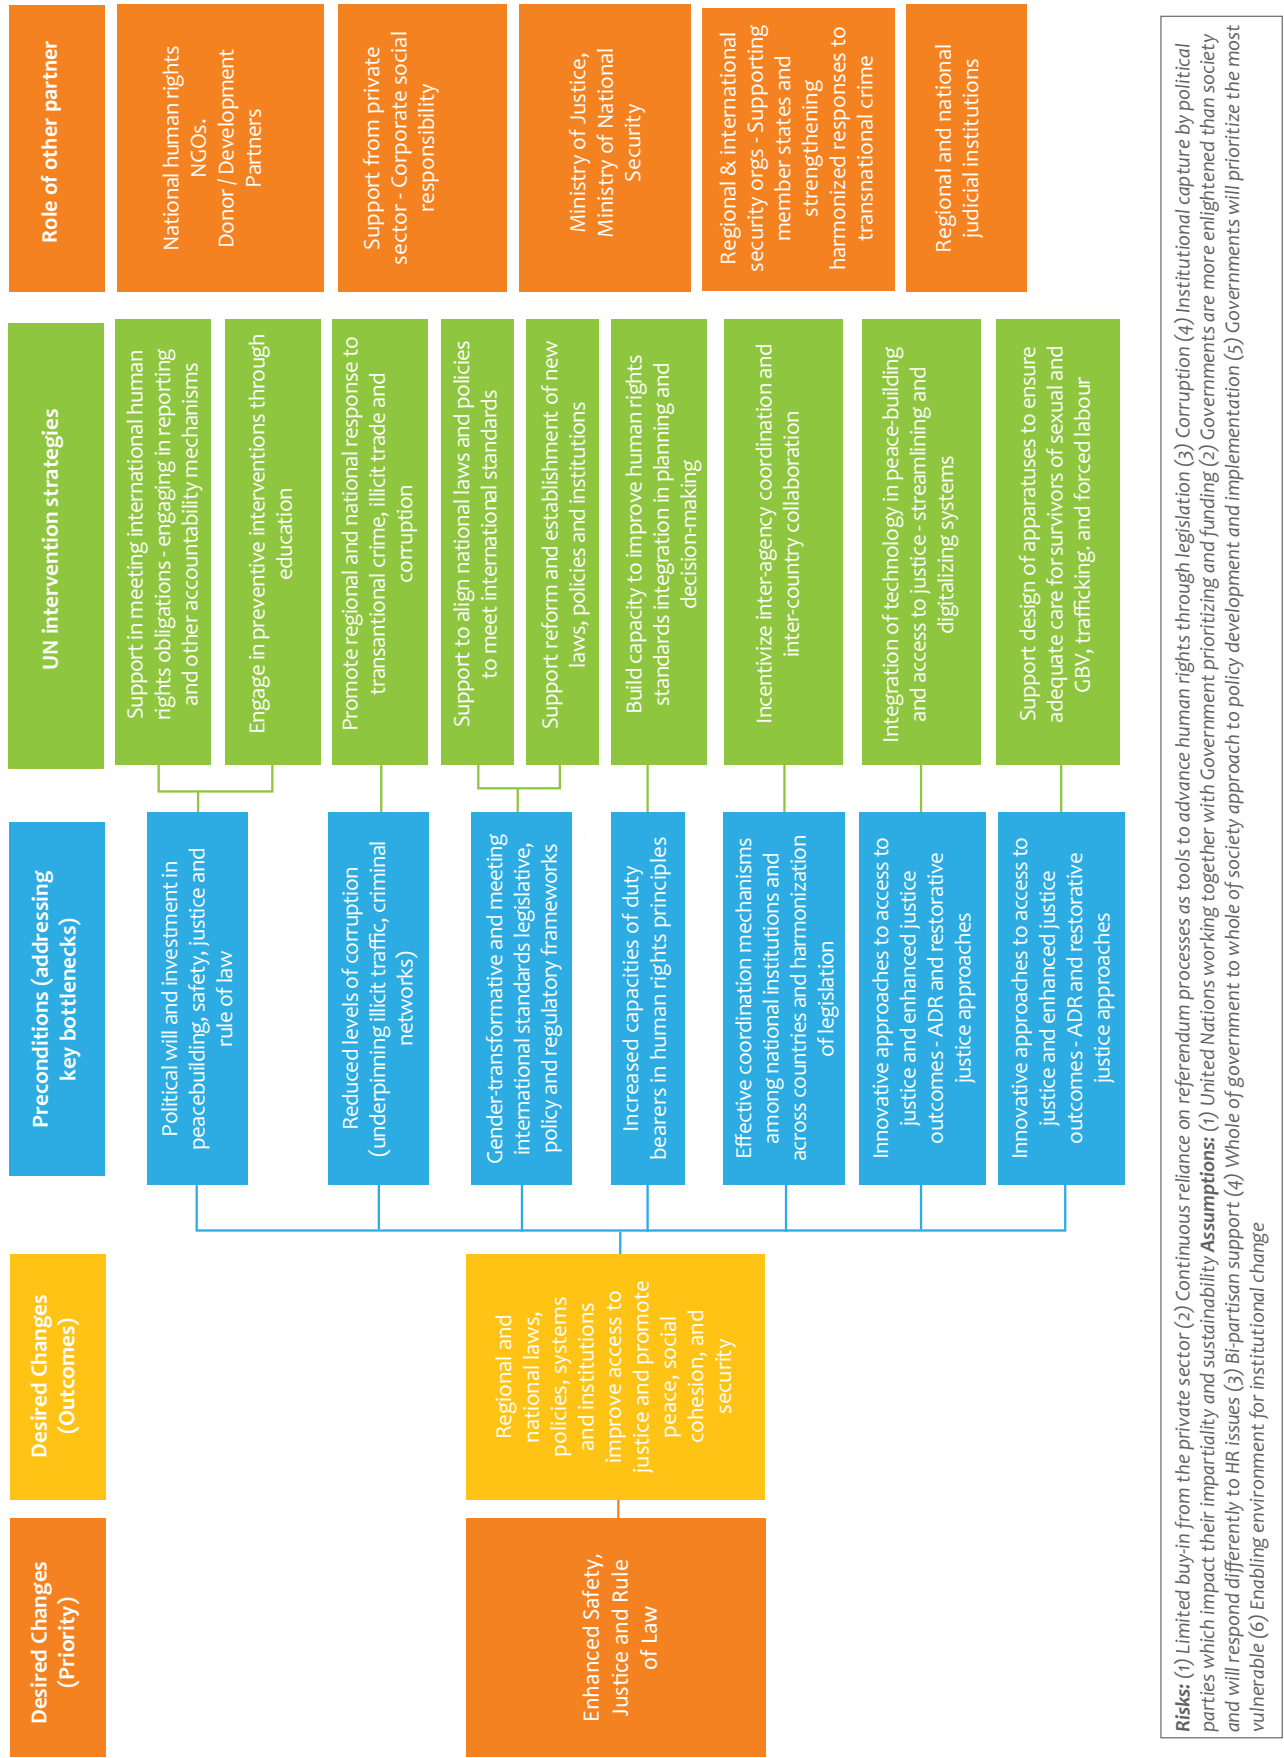 Desired Changes
(Priority)
Desired Changes
(Outcomes)
Preconditions (addressing
key bottlenecks)
UN intervention strategies
Role of other partner
Enhanced Safety,
Justice and Rule
of Law
Regional and
national laws,
policies, systems
and institutions
improve access to
justice and promote
peace, social
cohesion, and
security
Political will and investment in
peacebuilding, safety, justice and
rule of law
Reduced levels of corruption
(underpinning illicit traffic, criminal
networks)
Gender-transformative and meeting
international standards legislative,
policy and regulatory frameworks
Increased capacities of duty
bearers in human rights principles
Effective coordination mechanisms
among national institutions and
across countries and harmonization
of legislation
Innovative approaches to access to
justice and enhanced justice
outcomes - ADR and restorative
justice approaches
Innovative approaches to access to
justice and enhanced justice
outcomes - ADR and restorative
justice approaches
Support in meeting international human
rights obligations - engaging in reporting
and other accountability mechanisms
Engage in preventive interventions through
education
Promote regional and national response to
transantional crime, illicit trade and
corruption
Support to align national laws and policies
to meet international standards
Support reform and establishment of new
laws, policies and institutions
Build capacity to improve human rights
standards integration in planning and
decision-making
Incentivize inter-agency coordination and
inter-country collaboration
Integration of technology in peace-building
and access to justice - streamlining and
digitalizing systems
Support design of apparatuses to ensure
adequate care for survivors of sexual and
GBV, trafficking. and forced labour
National human rights
NGOs.
Donor / Development
Partners
Support from private
sector - Corporate social
responsibility
Ministry of Justice,
Ministry of National
Security
Regional & international
security orgs - Supporting
member states and
strengthening
harmonized responses to
transnational crime
Regional and national
judicial institutions
Risks: (1) Limited buy-in from the private sector (2) Continuous reliance on referendum processes as tools to advance human rights through legislation (3) Corruption (4) Institutional capture by political
parties which impact their impartiality and sustainability Assumptions: (1) United Nations working together with Government prioritizing and funding (2) Governments are more enlightened than society
and will respond differently to HR issues (3) Bi-partisan support (4) Whole of government to whole of society approach to policy development and implementation (5) Governments will prioritize the most
vulnerable (6) Enabling environment for institutional change